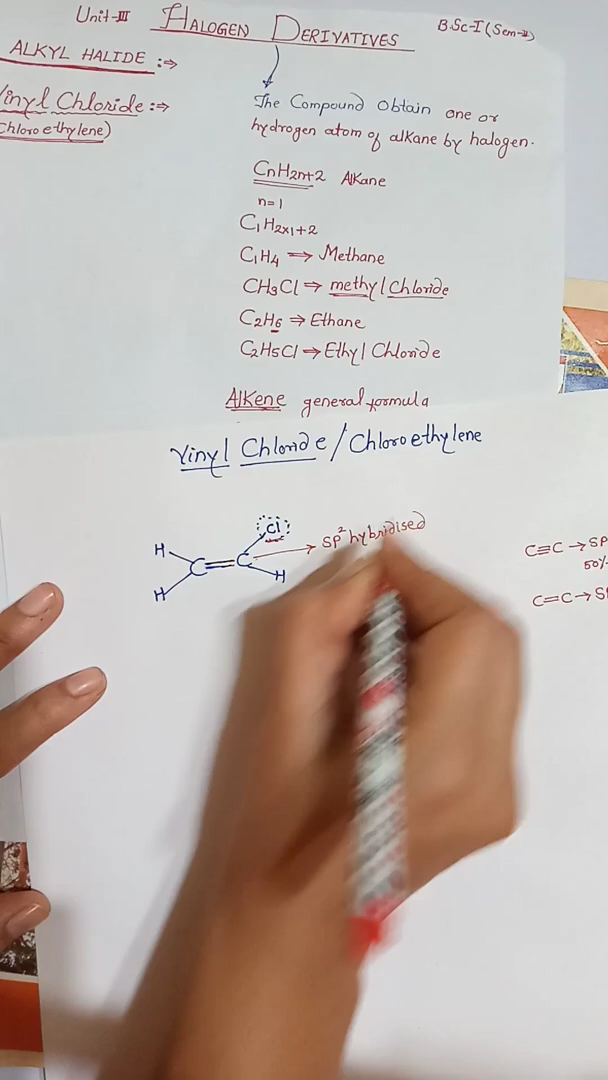 Unit-III HALOGEN DERIVATIVES B.Sc-I (Sem-II)
ALKYL HALIDE :⇒
Vinyl Chloride :⇒
(Chloroethylene)
The Compound obtain one or
hydrogen atom of alkane by halogen.
CnH2n+2 Alkane
n=1
C1H2x1+2
C1H4 ⇒ Methane
CH3Cl ⇒ methyl Chloride
C2H6 ⇒ Ethane
C2H5Cl ⇒ Ethyl Chloride
Alkene general formula
Vinyl Chloride / Chloroethylene
Cl
H
C=C → SP² hybridised
H H
C≡C → SP
50%
C=C → SP